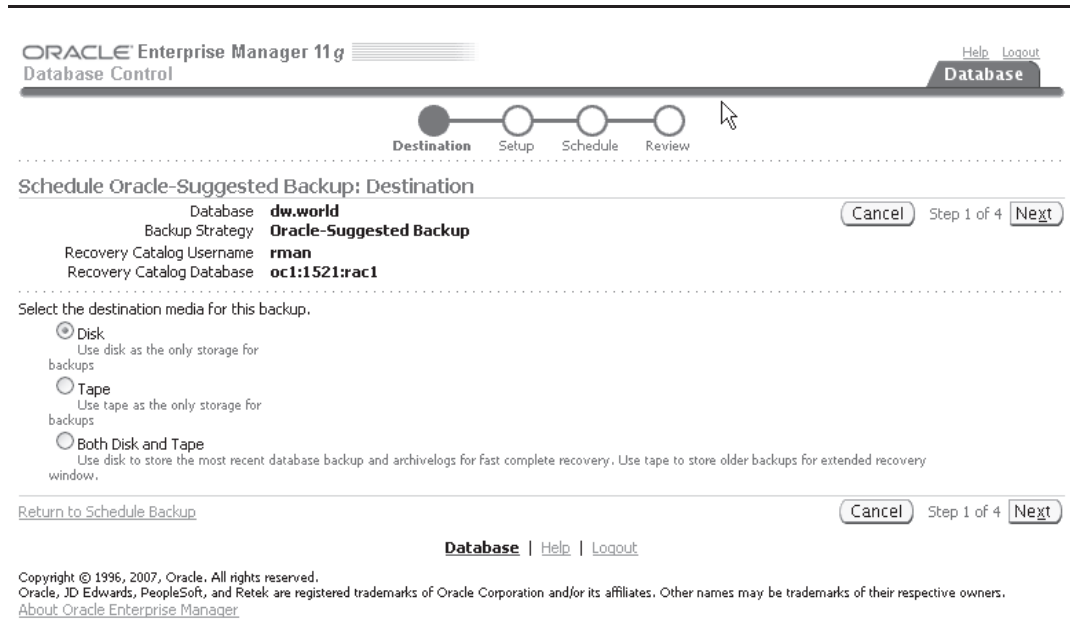 ORACLE Enterprise Manager 11g
Database Control
Help Logout
Database
Destination Setup Schedule Review
Schedule Oracle-Suggested Backup: Destination
Database dw.world
Backup Strategy Oracle-Suggested Backup
Recovery Catalog Username rman
Recovery Catalog Database oc1:1521:rac1
Cancel Step 1 of 4 Next
Select the destination media for this backup.
Disk
Use disk as the only storage for
backups
Tape
Use tape as the only storage for
backups
Both Disk and Tape
Use disk to store the most recent database backup and archivelogs for fast complete recovery. Use tape to store older backups for extended recovery
window.
Return to Schedule Backup
Cancel Step 1 of 4 Next
Database | Help | Logout
Copyright © 1996, 2007, Oracle. All rights reserved.
Oracle, JD Edwards, PeopleSoft, and Retek are registered trademarks of Oracle Corporation and/or its affiliates. Other names may be trademarks of their respective owners.
About Oracle Enterprise Manager